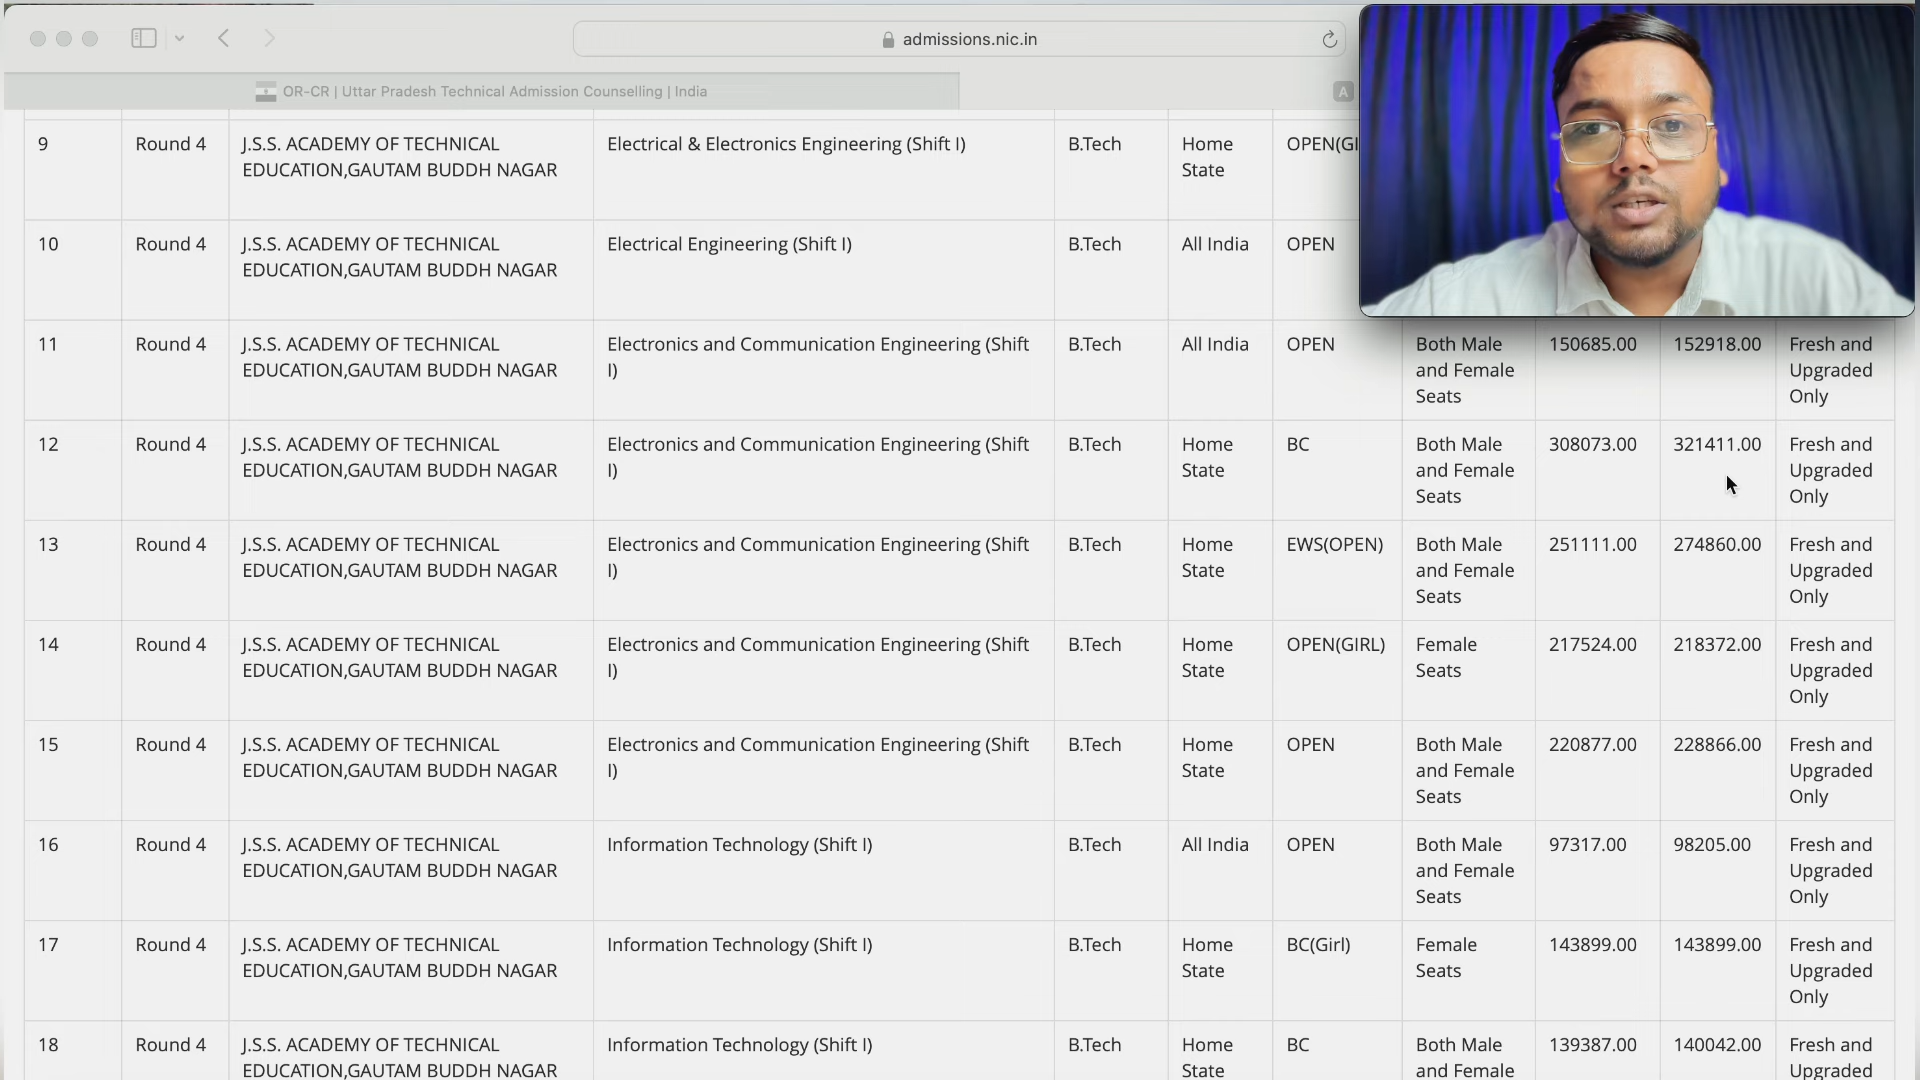 admissions.nic.in
OR-CR | Uttar Pradesh Technical Admission Counselling | India
A
9 Round 4 J.S.S. ACADEMY OF TECHNICAL Electrical & Electronics Engineering (Shift I) B.Tech Home OPEN(GI
EDUCATION,GAUTAM BUDDH NAGAR State
10 Round 4 J.S.S. ACADEMY OF TECHNICAL Electrical Engineering (Shift I) B.Tech All India OPEN
EDUCATION,GAUTAM BUDDH NAGAR
11 Round 4 J.S.S. ACADEMY OF TECHNICAL Electronics and Communication Engineering (Shift B.Tech All India OPEN Both Male 150685.00 152918.00 Fresh and
EDUCATION,GAUTAM BUDDH NAGAR I) and Female Upgraded
Seats Only
12 Round 4 J.S.S. ACADEMY OF TECHNICAL Electronics and Communication Engineering (Shift B.Tech Home BC Both Male 308073.00 321411.00 Fresh and
EDUCATION,GAUTAM BUDDH NAGAR I) State and Female Upgraded
Seats Only
13 Round 4 J.S.S. ACADEMY OF TECHNICAL Electronics and Communication Engineering (Shift B.Tech Home EWS(OPEN) Both Male 251111.00 274860.00 Fresh and
EDUCATION,GAUTAM BUDDH NAGAR I) State and Female Upgraded
Seats Only
14 Round 4 J.S.S. ACADEMY OF TECHNICAL Electronics and Communication Engineering (Shift B.Tech Home OPEN(GIRL) Female 217524.00 218372.00 Fresh and
EDUCATION,GAUTAM BUDDH NAGAR I) State Seats Upgraded
Only
15 Round 4 J.S.S. ACADEMY OF TECHNICAL Electronics and Communication Engineering (Shift B.Tech Home OPEN Both Male 220877.00 228866.00 Fresh and
EDUCATION,GAUTAM BUDDH NAGAR I) State and Female Upgraded
Seats Only
16 Round 4 J.S.S. ACADEMY OF TECHNICAL Information Technology (Shift I) B.Tech All India OPEN Both Male 97317.00 98205.00 Fresh and
EDUCATION,GAUTAM BUDDH NAGAR and Female Upgraded
Seats Only
17 Round 4 J.S.S. ACADEMY OF TECHNICAL Information Technology (Shift I) B.Tech Home BC(Girl) Female 143899.00 143899.00 Fresh and
EDUCATION,GAUTAM BUDDH NAGAR State Seats Upgraded
Only
18 Round 4 J.S.S. ACADEMY OF TECHNICAL Information Technology (Shift I) B.Tech Home BC Both Male 139387.00 140042.00 Fresh and
EDUCATION,GAUTAM BUDDH NAGAR State and Female Upgraded